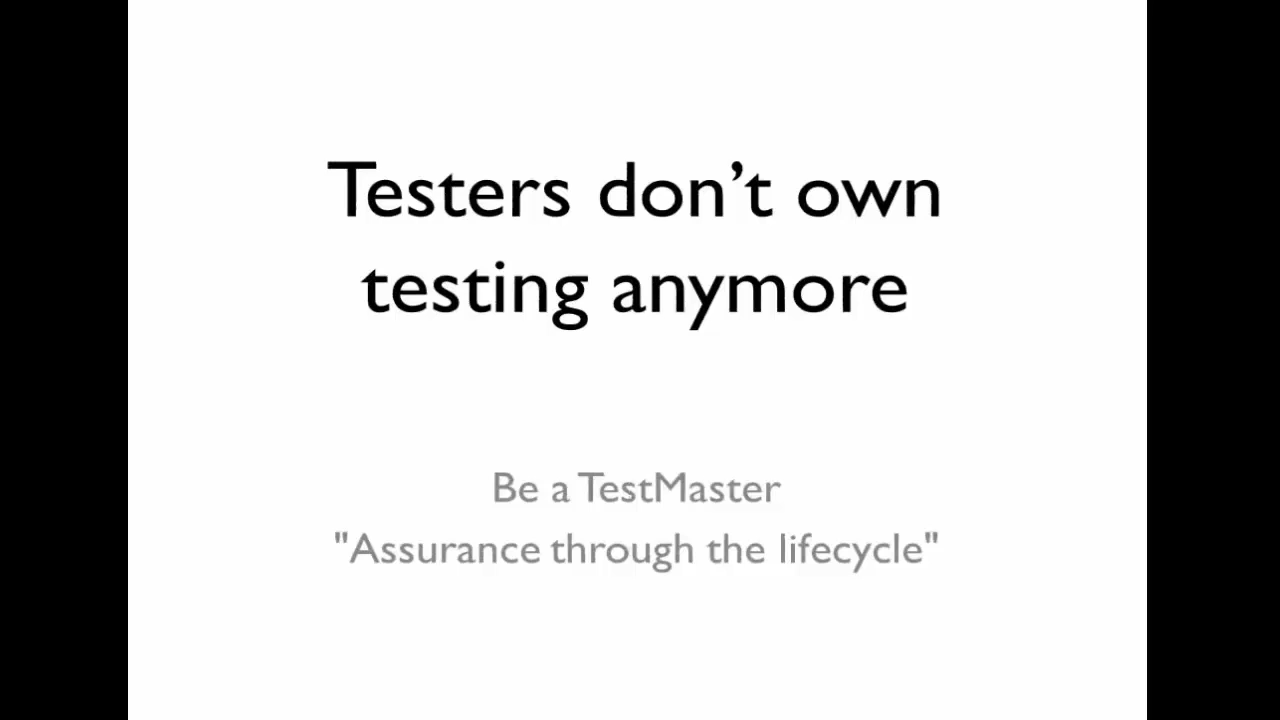 Testers don’t own
testing anymore
Be a TestMaster
"Assurance through the lifecycle"